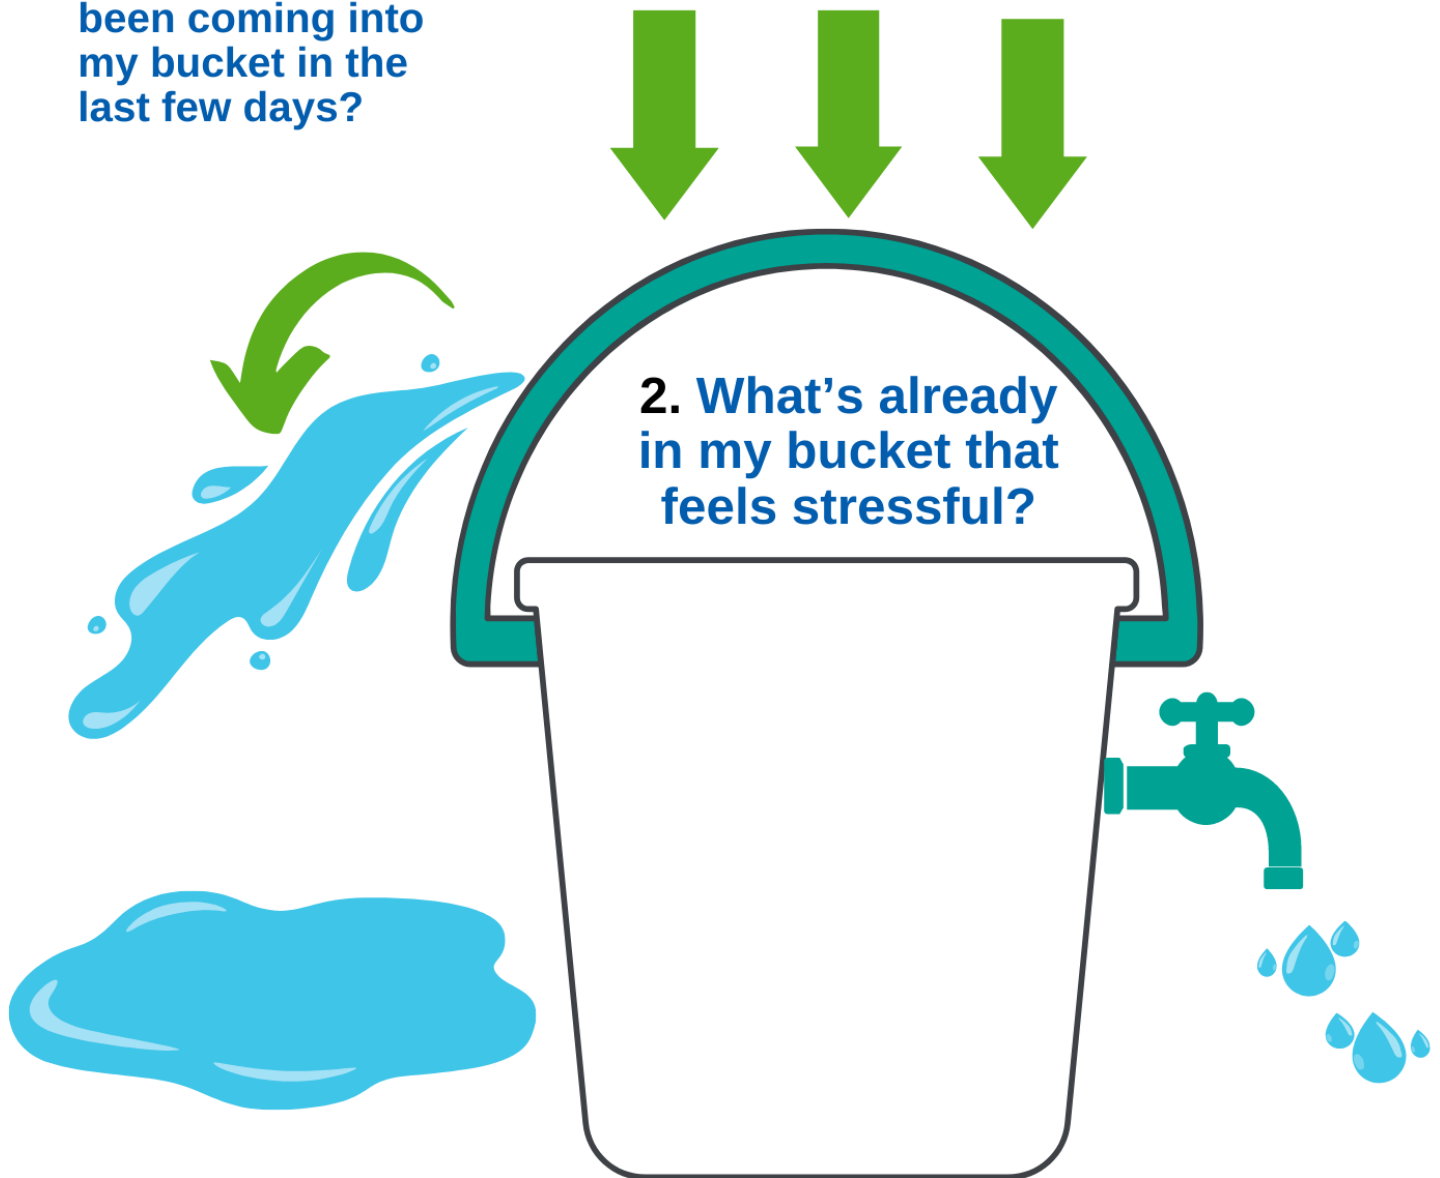 been coming into
my bucket in the
last few days?
2. What’s already
in my bucket that
feels stressful?